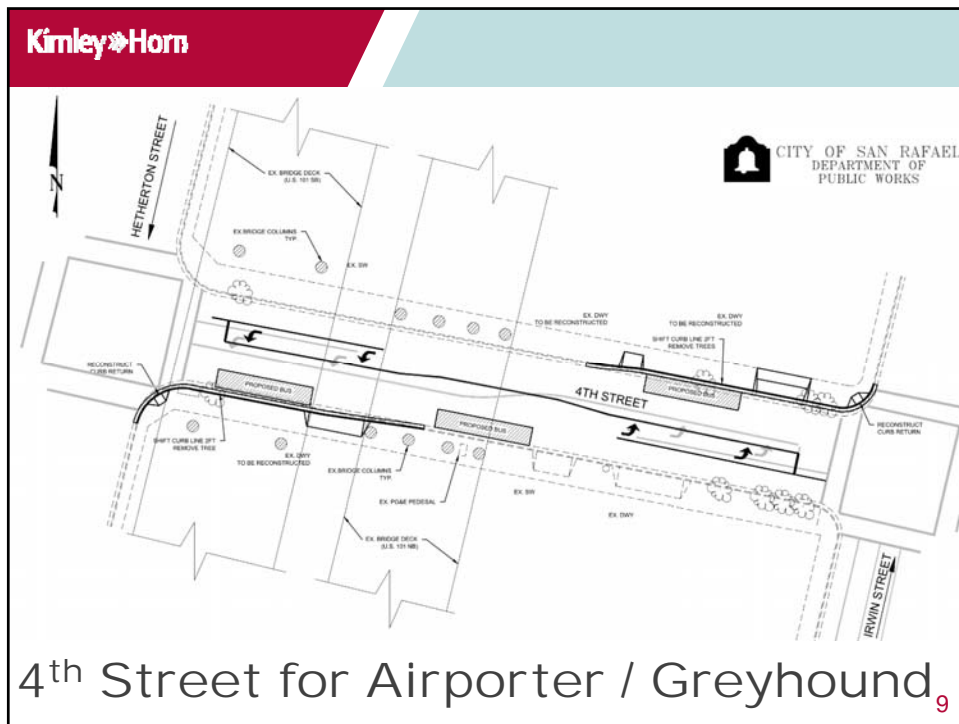 Kimley»Horn
N
HETHERTON STREET
EX. BRIDGE DECK
(U.S. 101 SB)
CITY OF SAN RAFAEL
DEPARTMENT OF
PUBLIC WORKS
EX.BRIDGE COLUMNS
TYP.
EX. SW
EX. DWY
TO BE RECONSTRUCTED
EX. DWY
TO BE RECONSTRUCTED
SHIFT CURB LINE 2FT
REMOVE TREES
RECONSTRUCT
CURB RETURN
PROPOSED BUS
PROPOSED BUS
4TH STREET
PROPOSED BUS
RECONSTRUCT
CURB RETURN
SHIFT CURB LINE 2FT
REMOVE TREE
EX. DWY
TO BE RECONSTRUCTED
EX.BRIDGE COLUMNS
TYP.
EX. PG&E PEDESAL
EX. SW
EX. DWY
EX. BRIDGE DECK
(U.S. 101 NB)
IRWIN STREET
4th Street for Airporter / Greyhound
9